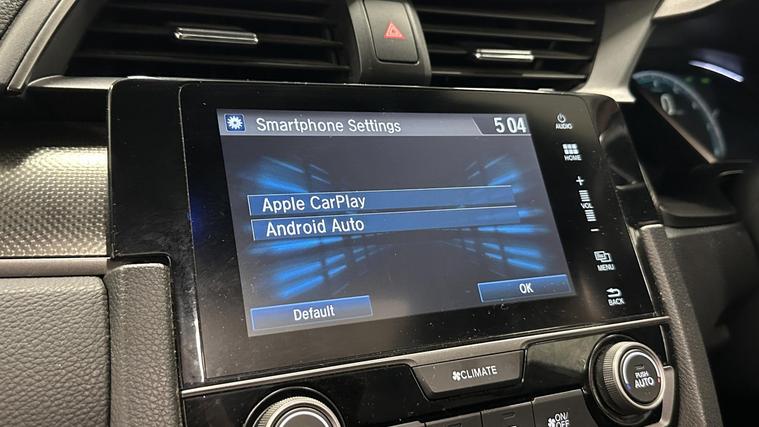 Smartphone Settings
5 04
AUDIO
HOME
Apple CarPlay
Android Auto
+
VOL
-
MENU
BACK
Default
OK
CLIMATE
PUSH
AUTO
ON/
OFF
0